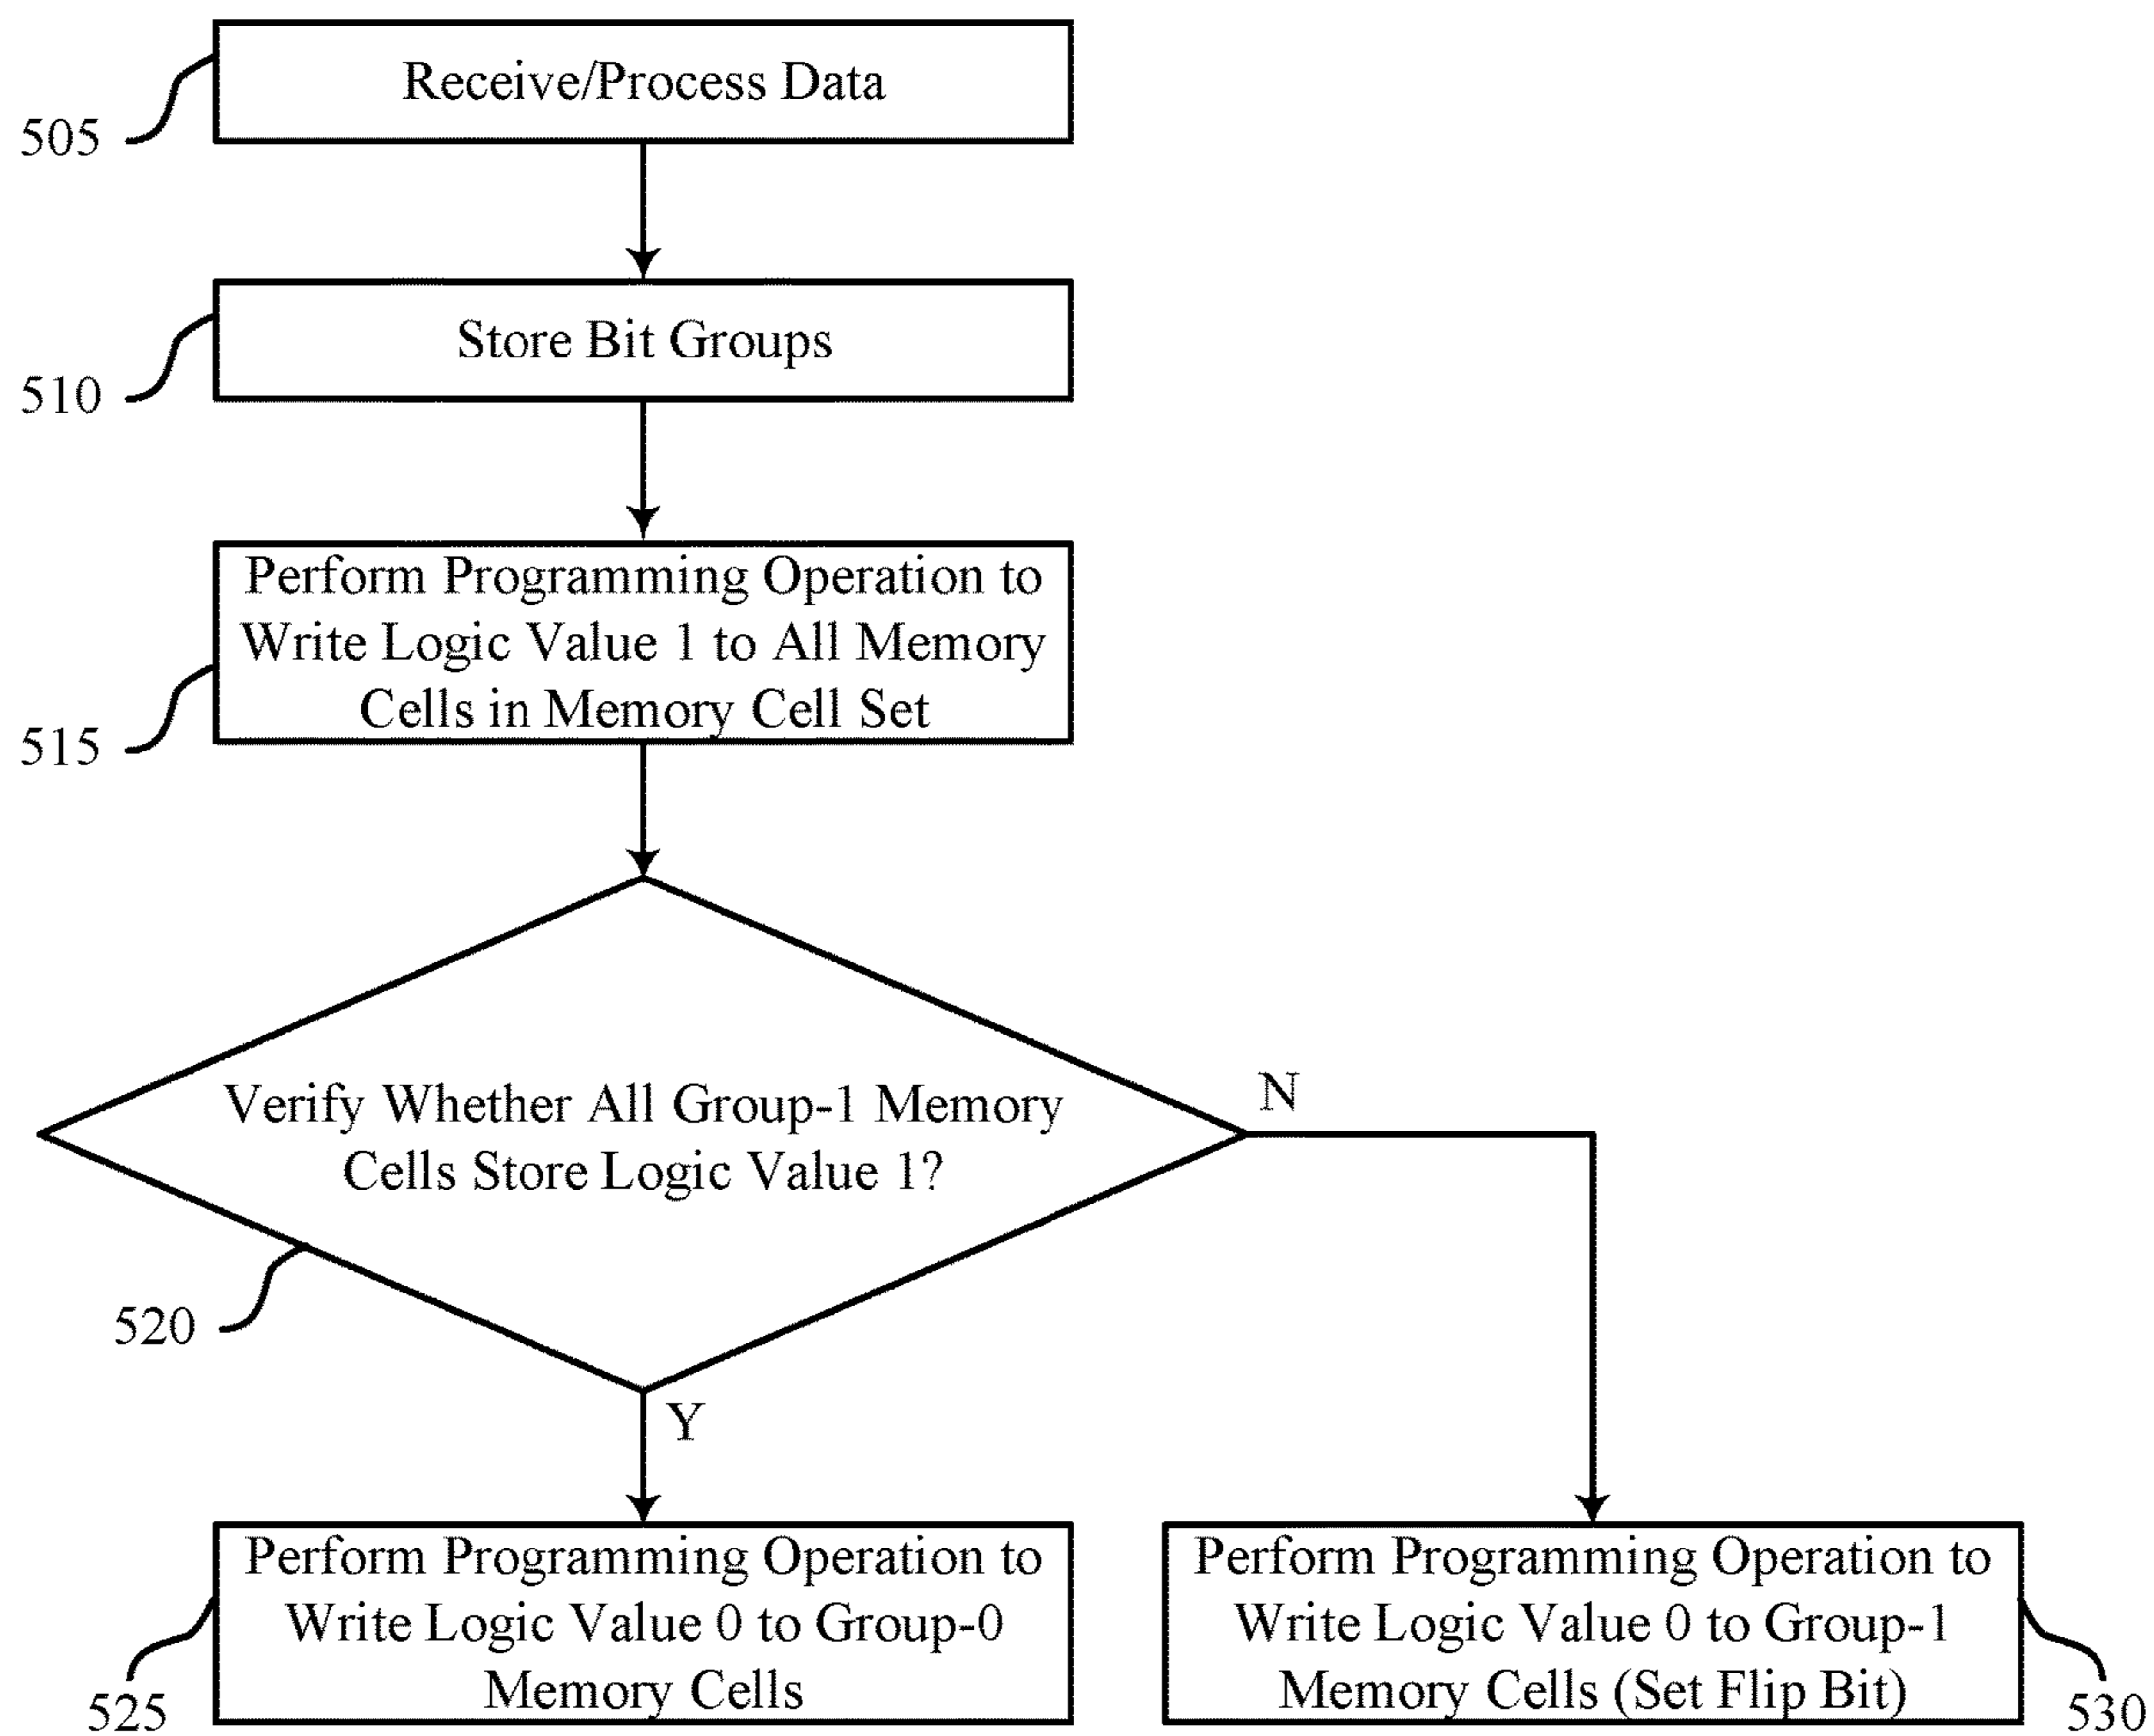 Receive/Process Data
505
Store Bit Groups
510
Perform Programming Operation to
Write Logic Value 1 to All Memory
Cells in Memory Cell Set
515
Verify Whether All Group-1 Memory
Cells Store Logic Value 1?
N
520
Y
Perform Programming Operation to
Write Logic Value 0 to Group-0
Memory Cells
525
Perform Programming Operation to
Write Logic Value 0 to Group-1
Memory Cells (Set Flip Bit)
530